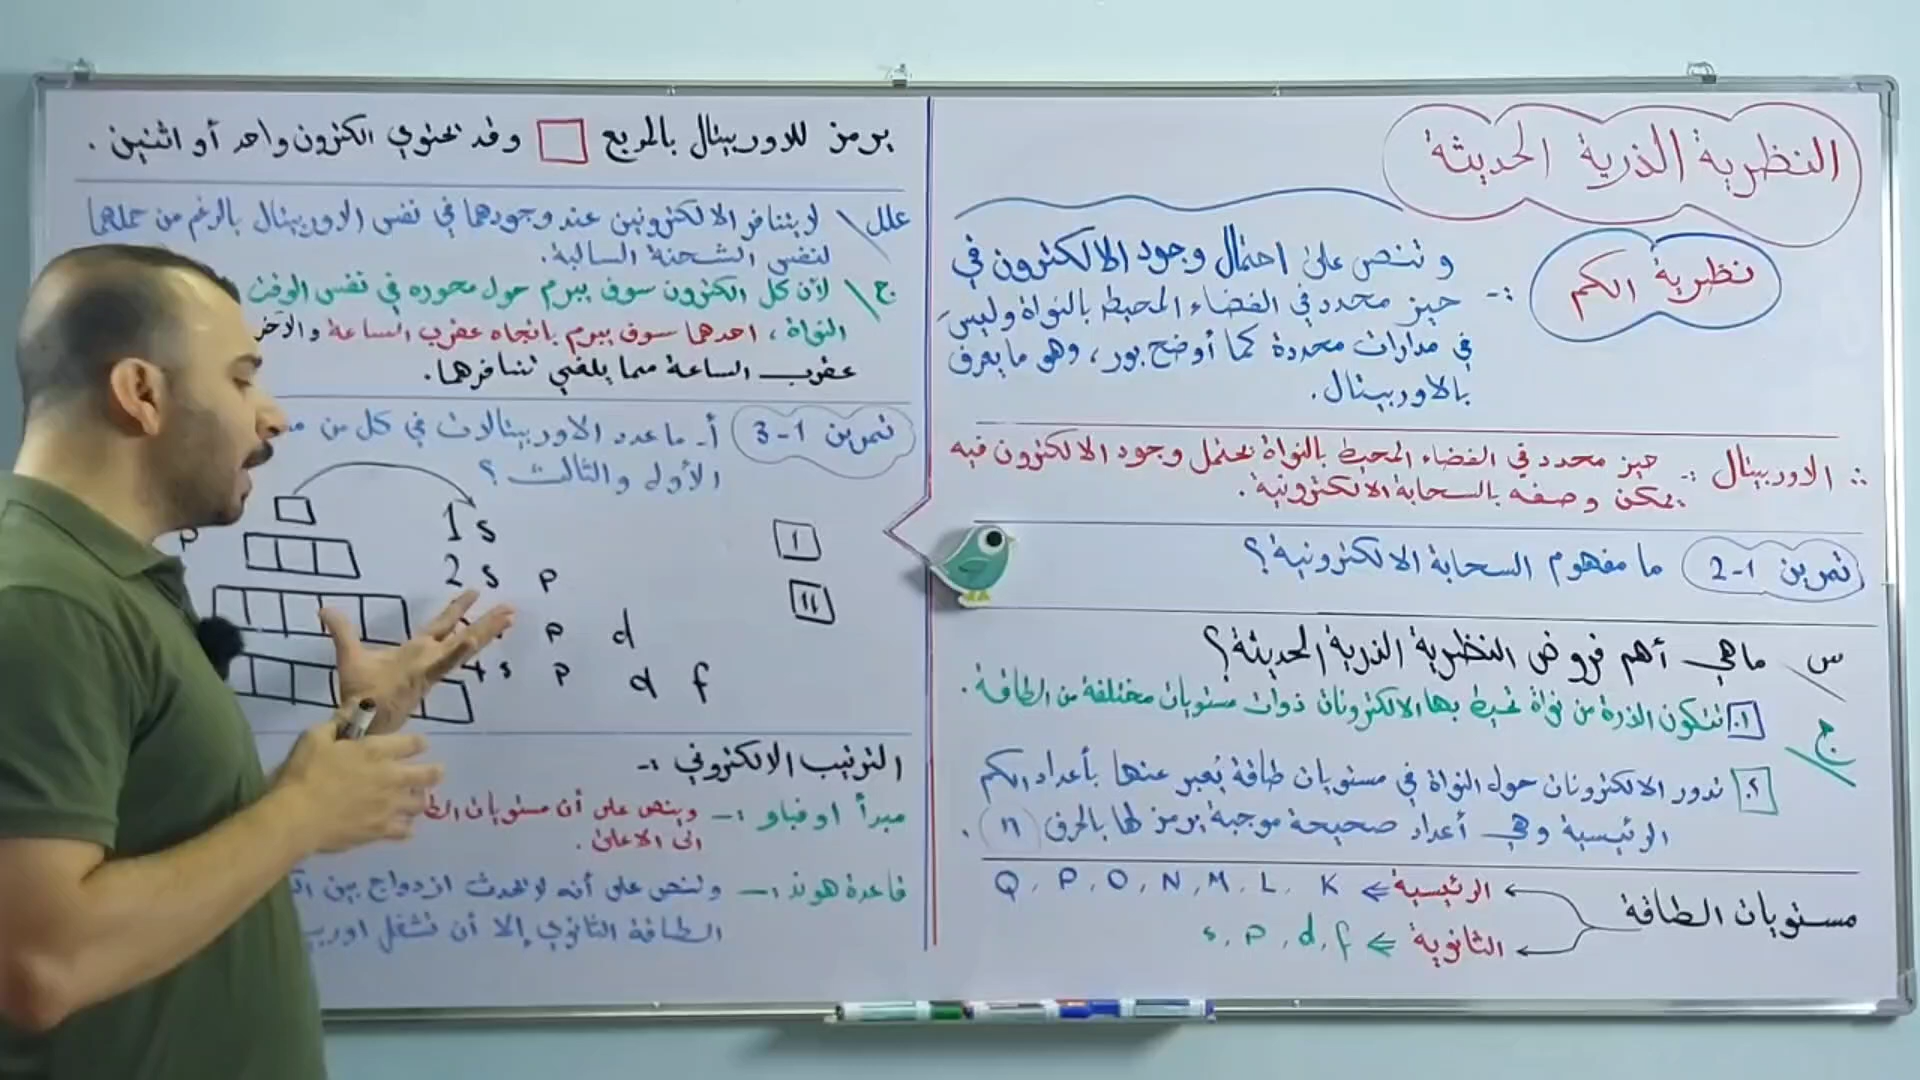 النظرية الذرية الحديثة
نظرية الكم :- وتنص على احتمال وجود الالكترون في
حيز محدد في الفضاء المحيط بالنواة وليس
في مدارات محددة كما أوضح بور ، وهو ما يعرف
بالاوربيتال .
∴ الاوربيتال :- حيز محدد في الفضاء المحيط بالنواة يحتمل وجود الالكترون فيه
يمكن وصفه بالسحابة الالكترونية .
تمرين 1-2 ما مفهوم السحابة الالكترونية ؟
س \ ماهي أهم فروض النظرية الذرية الحديثة ؟
ج \ ١. تتكون الذرة من نواة تحيط بها الالكترونات ذوات مستويات مختلفة من الطاقة .
٢. تدور الالكترونات حول النواة في مستويات طاقة يُعبر عنها بأعداد الكم
الرئيسية وهي أعداد صحيحة موجبة يرمز لها بالحرف (n) .
مستويات الطاقة
الرئيسية ⇐ K , L , M , N , O , P , Q
الثانوية ⇐ s , p , d , f
يرمز للاوربيتال بالمربع □ وقد يحتوي الكترون واحد أو اثنين .
علل \ لا يتنافر الالكترونين عند وجودهما في نفس الاوربيتال بالرغم من حملهما
لنفس الشحنة السالبة .
ج \ لأن كل الكترون سوف يبرم حول محوره في نفس الوقت
النواة ، احدهما سوف يبرم باتجاه عقرب الساعة والآخر
عقرب الساعة مما يلغي تنافرهما .
تمرين 1-3 أ- ما عدد الاوربيتالات في كل من
الأول والثالث ؟
1 s
2 s p
p d
4 s p d f
p
1
11
الترتيب الالكتروني :-
مبدأ اوفباو :- وينص على أن مستويات
الى الاعلى .
قاعدة هوند :- وتنص على أنه لا يحدث ازدواج بين
الطاقة الثانوي إلا أن تشغل